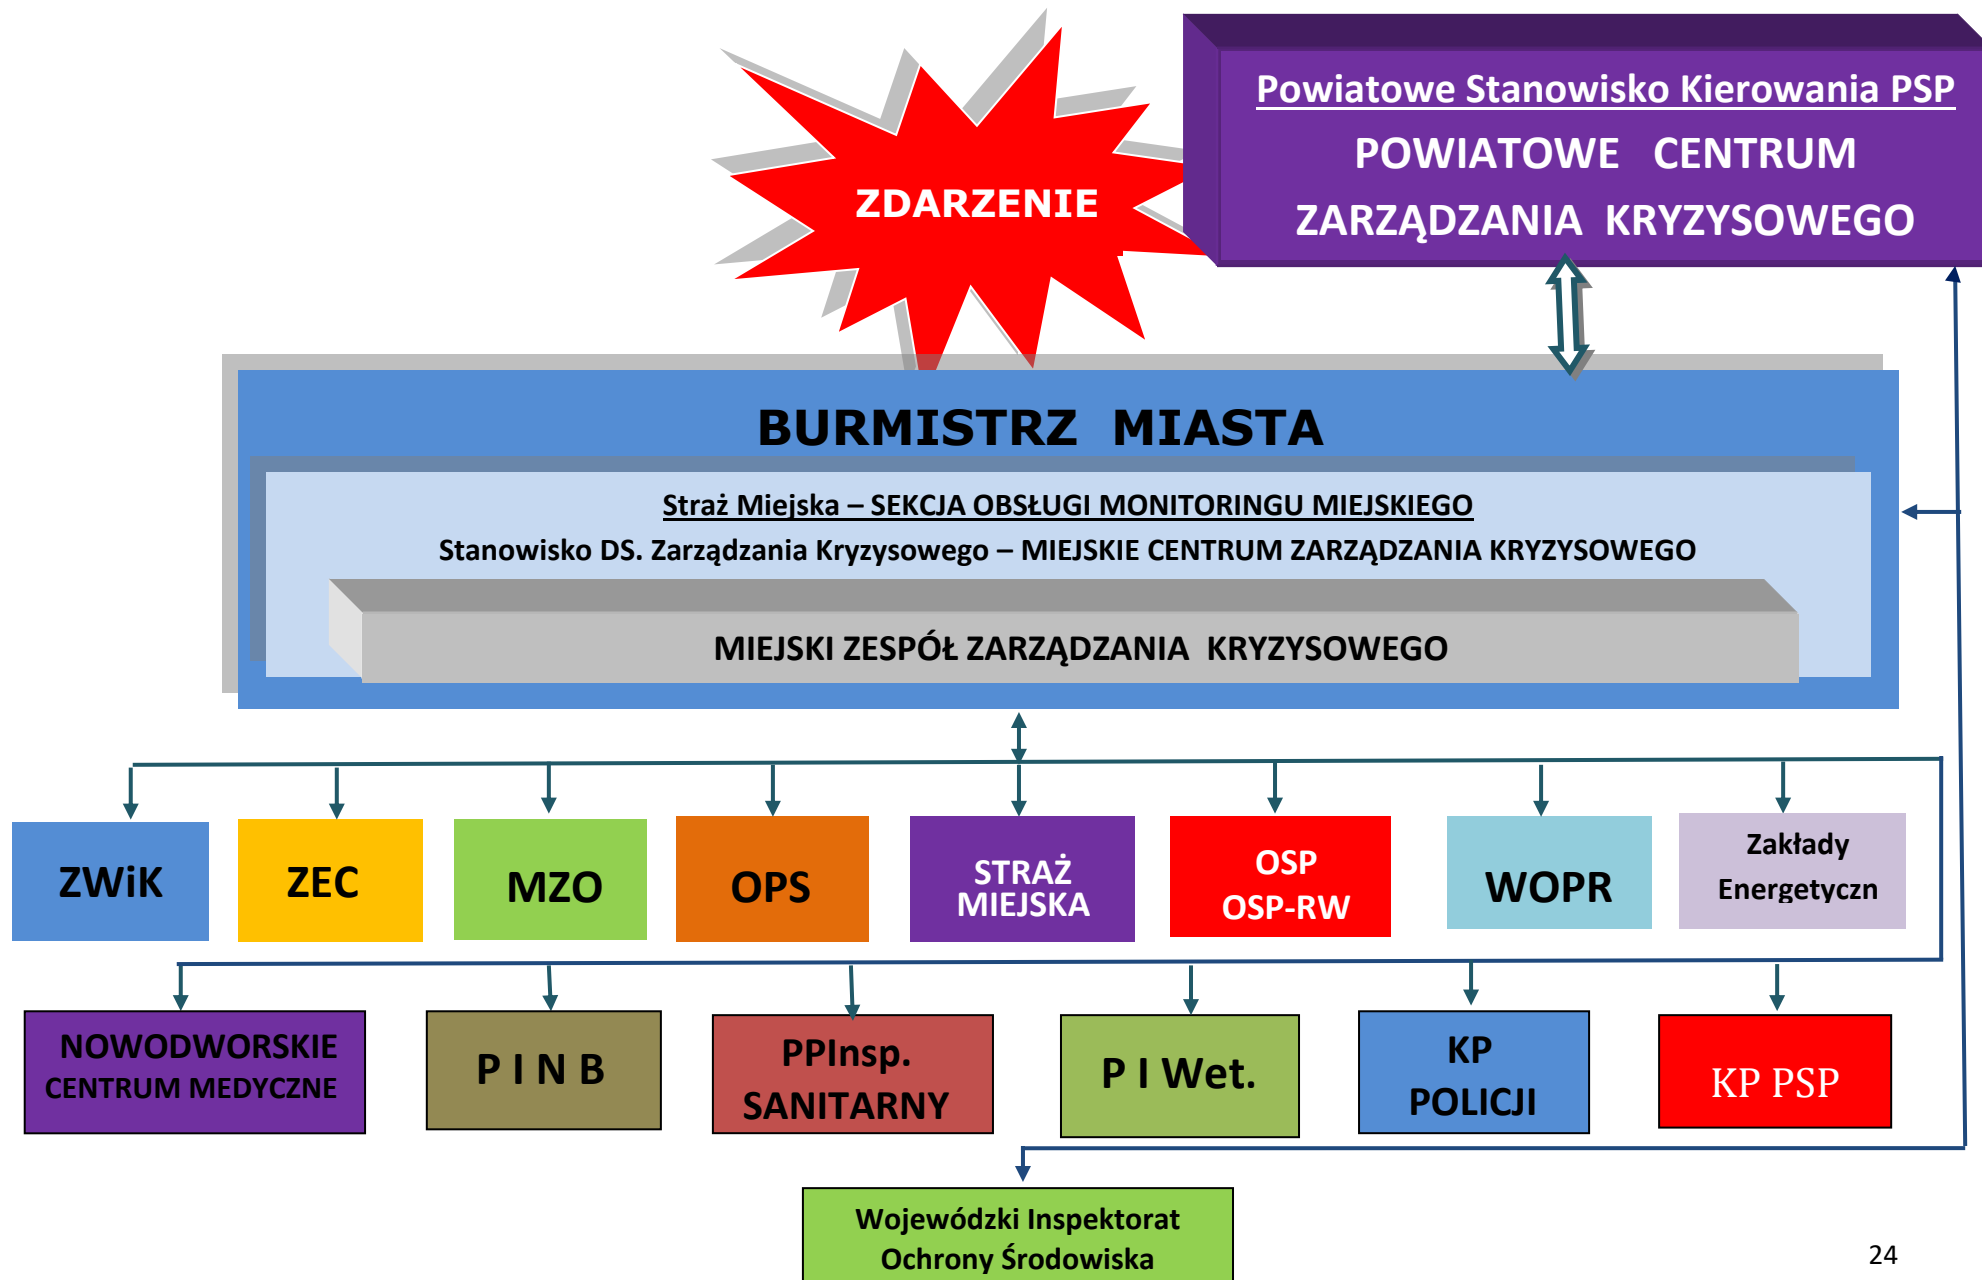 Powiatowe Stanowisko Kierowania PSP
POWIATOWE CENTRUM
ZARZĄDZANIA KRYZYSOWEGO
ZDARZENIE
BURMISTRZ MIASTA
Straż Miejska – SEKCJA OBSŁUGI MONITORINGU MIEJSKIEGO
Stanowisko DS. Zarządzania Kryzysowego – MIEJSKIE CENTRUM ZARZĄDZANIA KRYZYSOWEGO
MIEJSKI ZESPÓŁ ZARZĄDZANIA KRYZYSOWEGO
ZWiK
ZEC
MZO
OPS
STRAŻ
MIEJSKA
OSP
OSP-RW
WOPR
Zakłady
Energetyczn
NOWODWORSKIE
CENTRUM MEDYCZNE
P I N B
PPInsp.
SANITARNY
P I Wet.
KP
POLICJI
KP PSP
Wojewódzki Inspektorat
Ochrony Środowiska
24